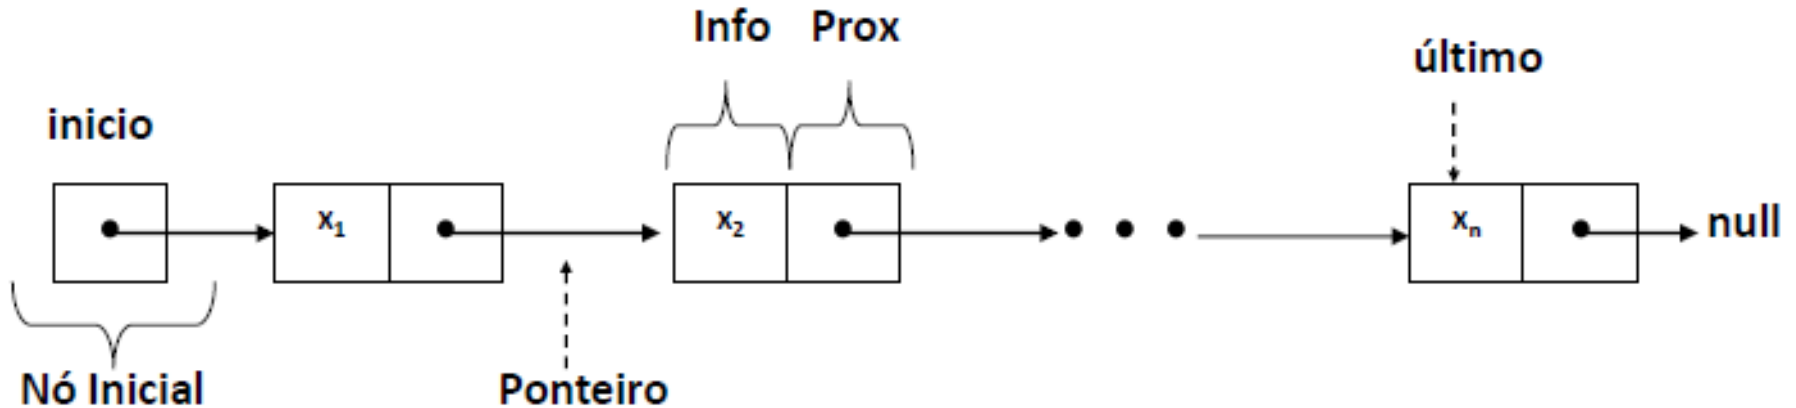 Info Prox
último
inicio
x₁
x₂
xₙ
null
Nó Inicial
Ponteiro